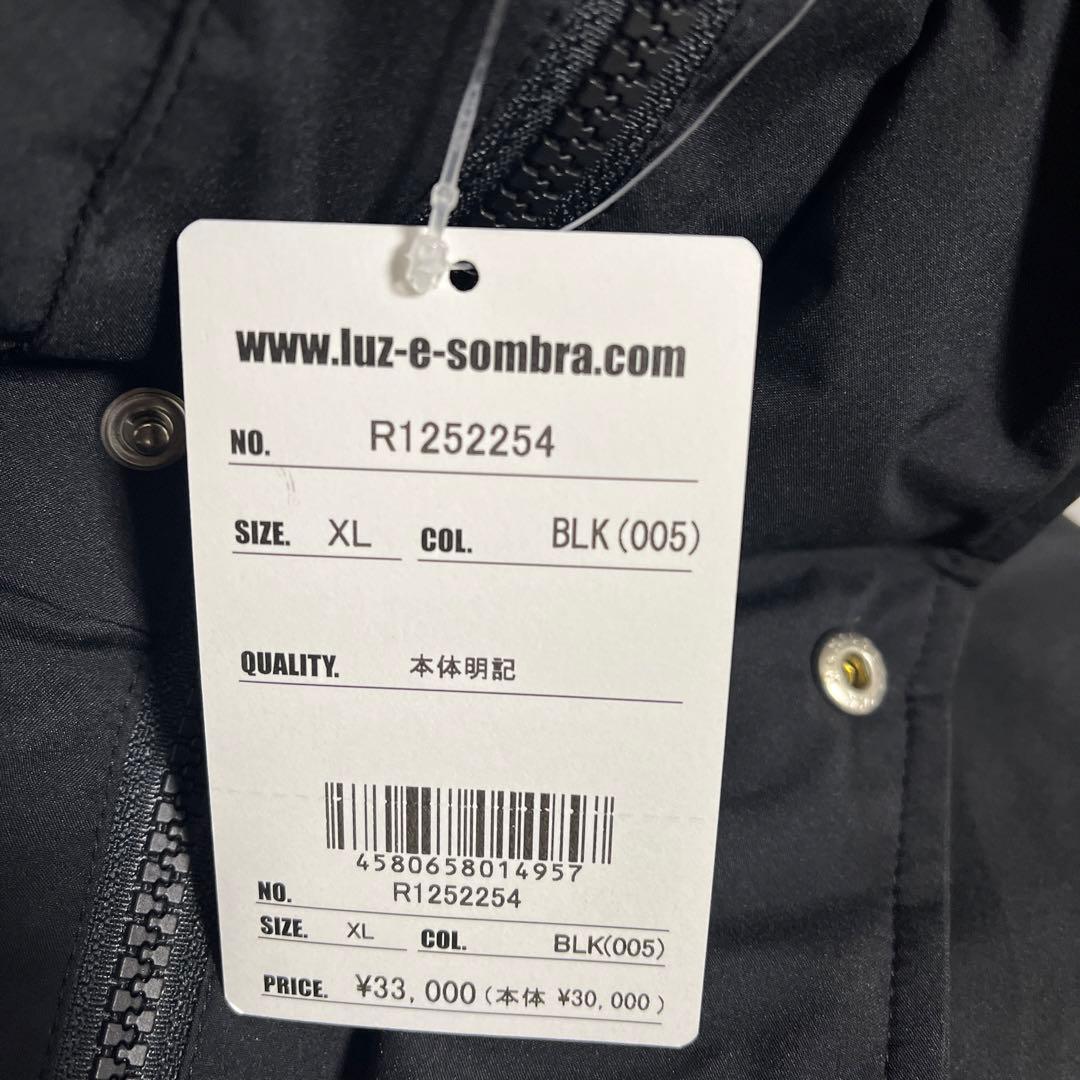 www.luz-e-sombra.com
NO. R1252254
SIZE. XL COL. BLK(005)
QUALITY. 本体明記
4580658014957
NO. R1252254
SIZE. XL COL. BLK(005)
PRICE. ¥33,000(本体 ¥30,000)